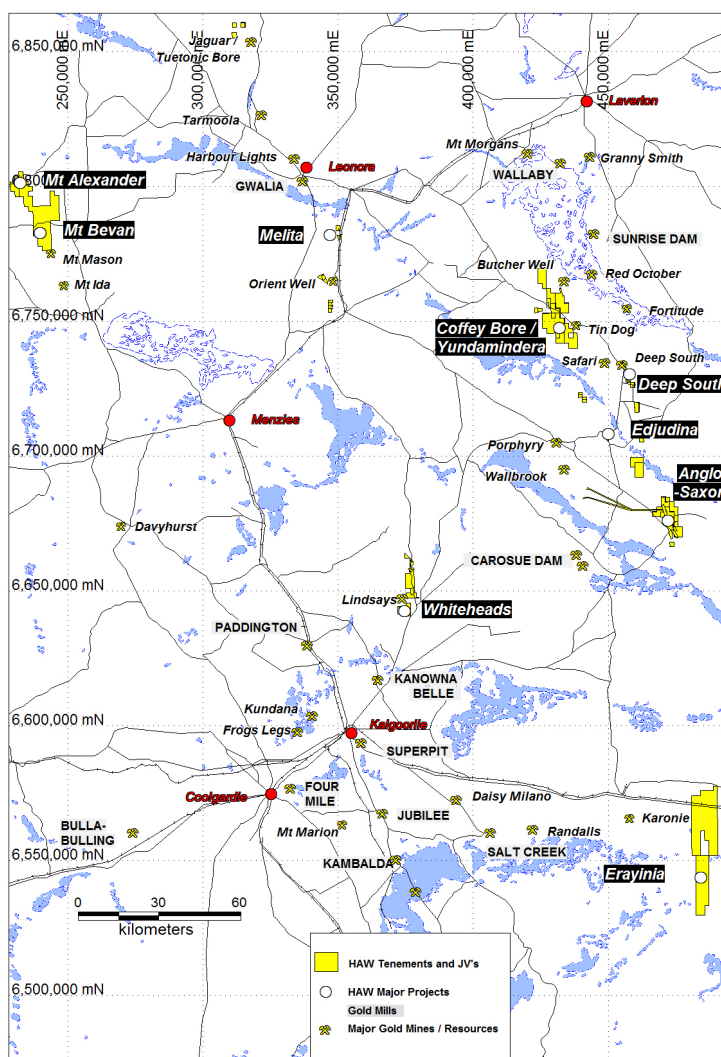 Jaguar /
Tuetonic Bore
6,850,000 mN
250,000 mE
300,000 mE
350,000 mE
400,000 mE
450,000 mE
Laverton
Tarmoola
Mt Morgans
Harbour Lights
Leonora
Granny Smith
WALLABY
6,800,000 mN
Mt Alexander
GWALIA
Mt Bevan
Melita
SUNRISE DAM
Mt Mason
Butcher Well
Red October
Mt Ida
Orient Well
Fortitude
6,750,000 mN
Coffey Bore /
Yundamindera
Tin Dog
Safari
Deep South
Deep South
Menzies
Edjudina
Porphyry
6,700,000 mN
Wallbrook
Anglo
-Saxon
Davyhurst
CAROSUE DAM
6,650,000 mN
Lindsays
Whiteheads
PADDINGTON
KANOWNA
BELLE
Kundana
6,600,000 mN
Frogs Legs
Kalgoorlie
SUPERPIT
Coolgardie
FOUR
MILE
Daisy Milano
JUBILEE
Karonie
BULLA-
BULLING
Mt Marion
Randalls
SALT CREEK
6,550,000 mN
KAMBALDA
Erayinia
0 30 60
kilometers
HAW Tenements and JV's
HAW Major Projects
Gold Mills
Major Gold Mines / Resources
6,500,000 mN